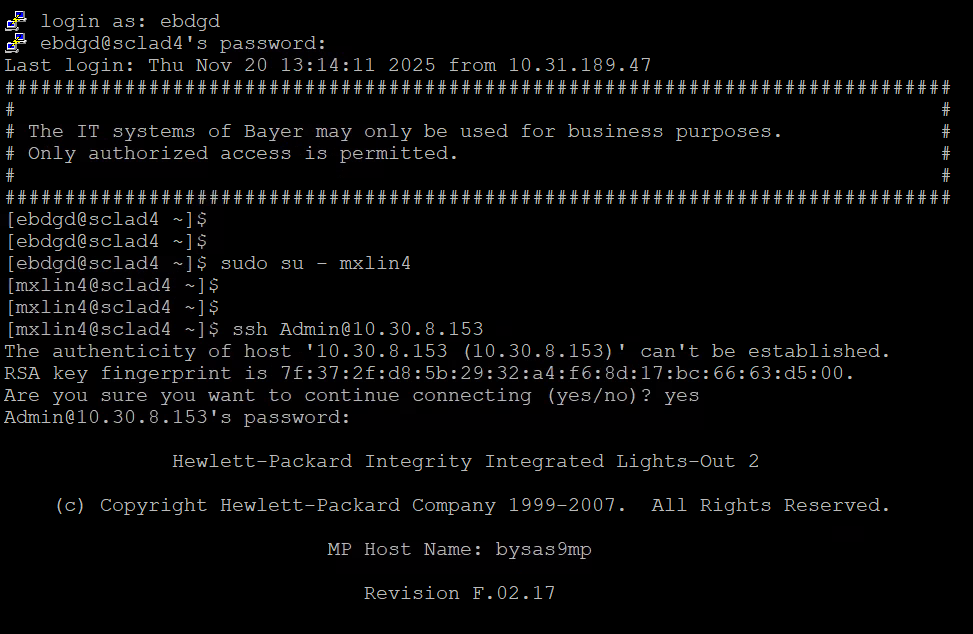 login as: ebdgd
ebdgd@sclad4's password:
Last login: Thu Nov 20 13:14:11 2025 from 10.31.189.47
###############################################################################
#                                                                             #
# The IT systems of Bayer may only be used for business purposes.             #
# Only authorized access is permitted.                                        #
#                                                                             #
###############################################################################
[ebdgd@sclad4 ~]$
[ebdgd@sclad4 ~]$
[ebdgd@sclad4 ~]$ sudo su - mxlin4
[mxlin4@sclad4 ~]$
[mxlin4@sclad4 ~]$
[mxlin4@sclad4 ~]$ ssh Admin@10.30.8.153
The authenticity of host '10.30.8.153 (10.30.8.153)' can't be established.
RSA key fingerprint is 7f:37:2f:d8:5b:29:32:a4:f6:8d:17:bc:66:63:d5:00.
Are you sure you want to continue connecting (yes/no)? yes
Admin@10.30.8.153's password:
Hewlett-Packard Integrity Integrated Lights-Out 2
(c) Copyright Hewlett-Packard Company 1999-2007.  All Rights Reserved.
MP Host Name: bysas9mp
Revision F.02.17